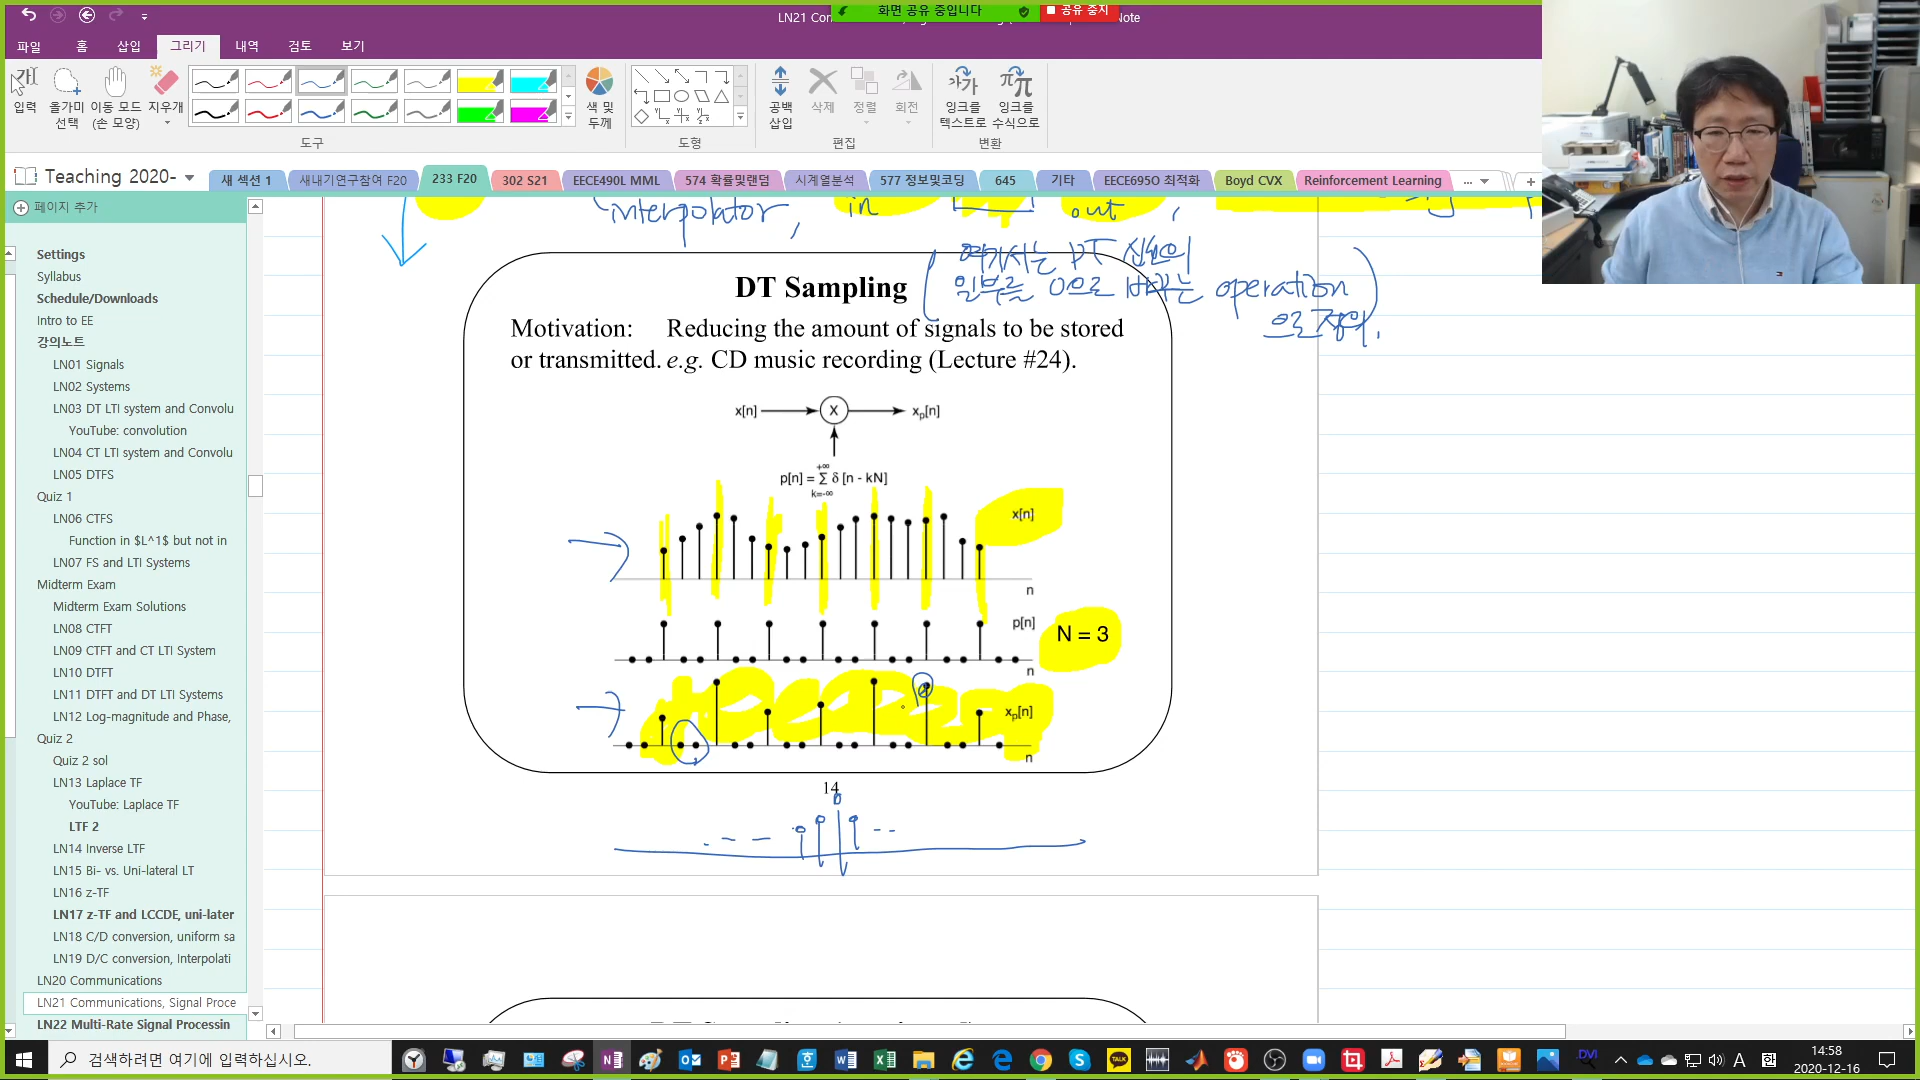 화면 공유 중입니다
공유 중지
파일 홈 삽입 그리기 내역 검토 보기
입력
올가미 선택
이동 모드 (손 모양)
지우개
색 및 두께
공백 삽입
삭제
정렬
회전
잉크를 텍스트로
잉크를 수식으로
도구
도형
편집
변환
Teaching 2020-
새 섹션 1
새내기연구참여 F20
233 F20
302 S21
EECE490L MML
574 확률및랜덤
시계열분석
577 정보및코딩
645
기타
EECE695O 최적화
Boyd CVX
Reinforcement Learning
...
페이지 추가
Settings
Syllabus
Schedule/Downloads
Intro to EE
강의노트
LN01 Signals
LN02 Systems
LN03 DT LTI system and Convolu
YouTube: convolution
LN04 CT LTI system and Convolu
LN05 DTFS
Quiz 1
LN06 CTFS
Function in $L^1$ but not in
LN07 FS and LTI Systems
Midterm Exam
Midterm Exam Solutions
LN08 CTFT
LN09 CTFT and CT LTI System
LN10 DTFT
LN11 DTFT and DT LTI Systems
LN12 Log-magnitude and Phase,
Quiz 2
Quiz 2 sol
LN13 Laplace TF
YouTube: Laplace TF
LTF 2
LN14 Inverse LTF
LN15 Bi- vs. Uni-lateral LT
LN16 z-TF
LN17 z-TF and LCCDE, uni-later
LN18 C/D conversion, uniform sa
LN19 D/C conversion, Interpolati
LN20 Communications
LN21 Communications, Signal Proce
LN22 Multi-Rate Signal Processin
interpolator, in out,
DT Sampling
여기서는 DT 신호의
일부를 0으로 바꾸는 operation
으로 정의.
Motivation: Reducing the amount of signals to be stored
or transmitted. e.g. CD music recording (Lecture #24).
x[n] X xp[n]
p[n] = Σ δ [n - kN]
+∞
k=-∞
x[n]
n
p[n]
N = 3
n
xp[n]
n
14
검색하려면 여기에 입력하십시오.
A 한
14:58
2020-12-16